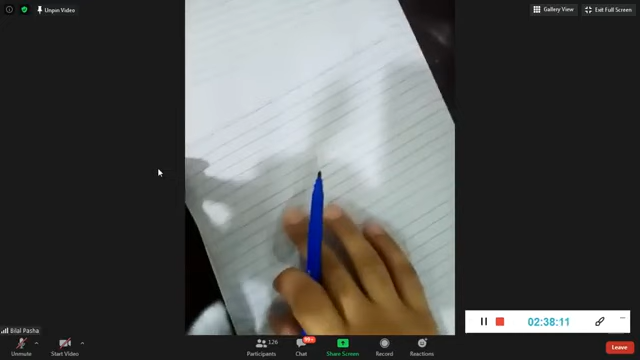 Unpin Video
Gallery View
Exit Full Screen
Bilal Pasha
02:38:11
Unmute
Start Video
126
Participants
99+
Chat
Share Screen
Record
Reactions
Leave